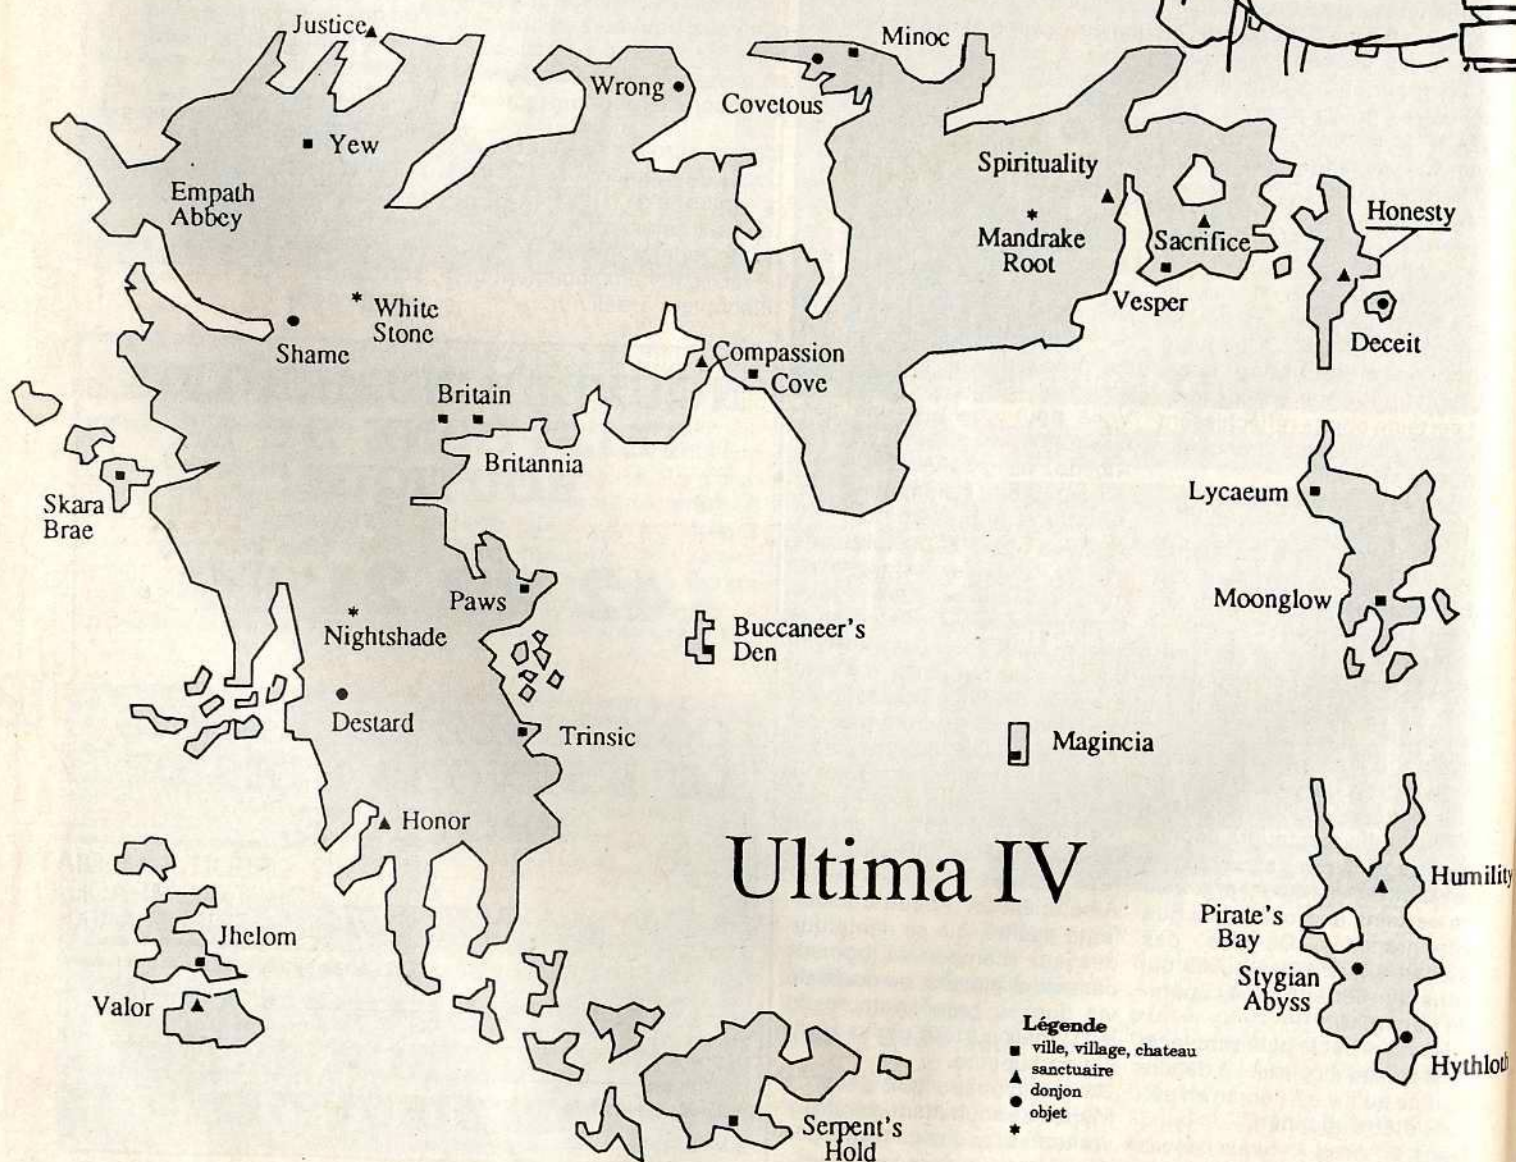 Justice
Minoc
Wrong
Covetous
Yew
Spirituality
Empath
Abbey
Honesty
Mandrake
Root
Sacrifice
White
Stone
Vesper
Shame
Deceit
Compassion
Cove
Britain
Britannia
Skara
Brae
Lycaeum
Paws
Moonglow
Nightshade
Buccaneer's
Den
Destard
Trinsic
Magincia
Honor
Ultima IV
Humility
Pirate's
Bay
Jhelom
Stygian
Abyss
Valor
Légende
ville, village, chateau
sanctuaire
donjon
objet
Hythloth
Serpent's
Hold